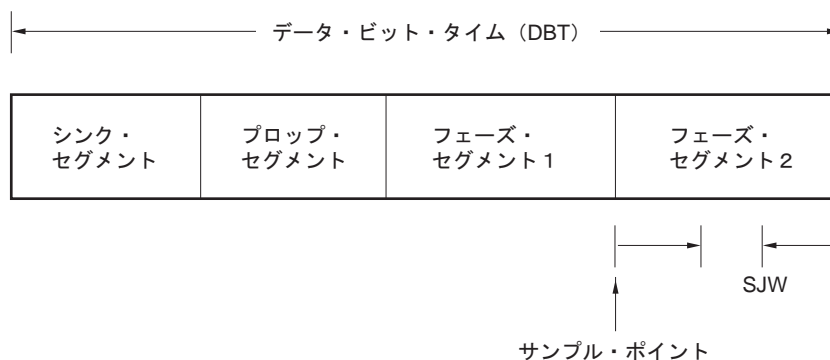 データ・ビット・タイム（DBT）
シンク・
セグメント
プロップ・
セグメント
フェーズ・
セグメント１
フェーズ・
セグメント２
SJW
サンプル・ポイント